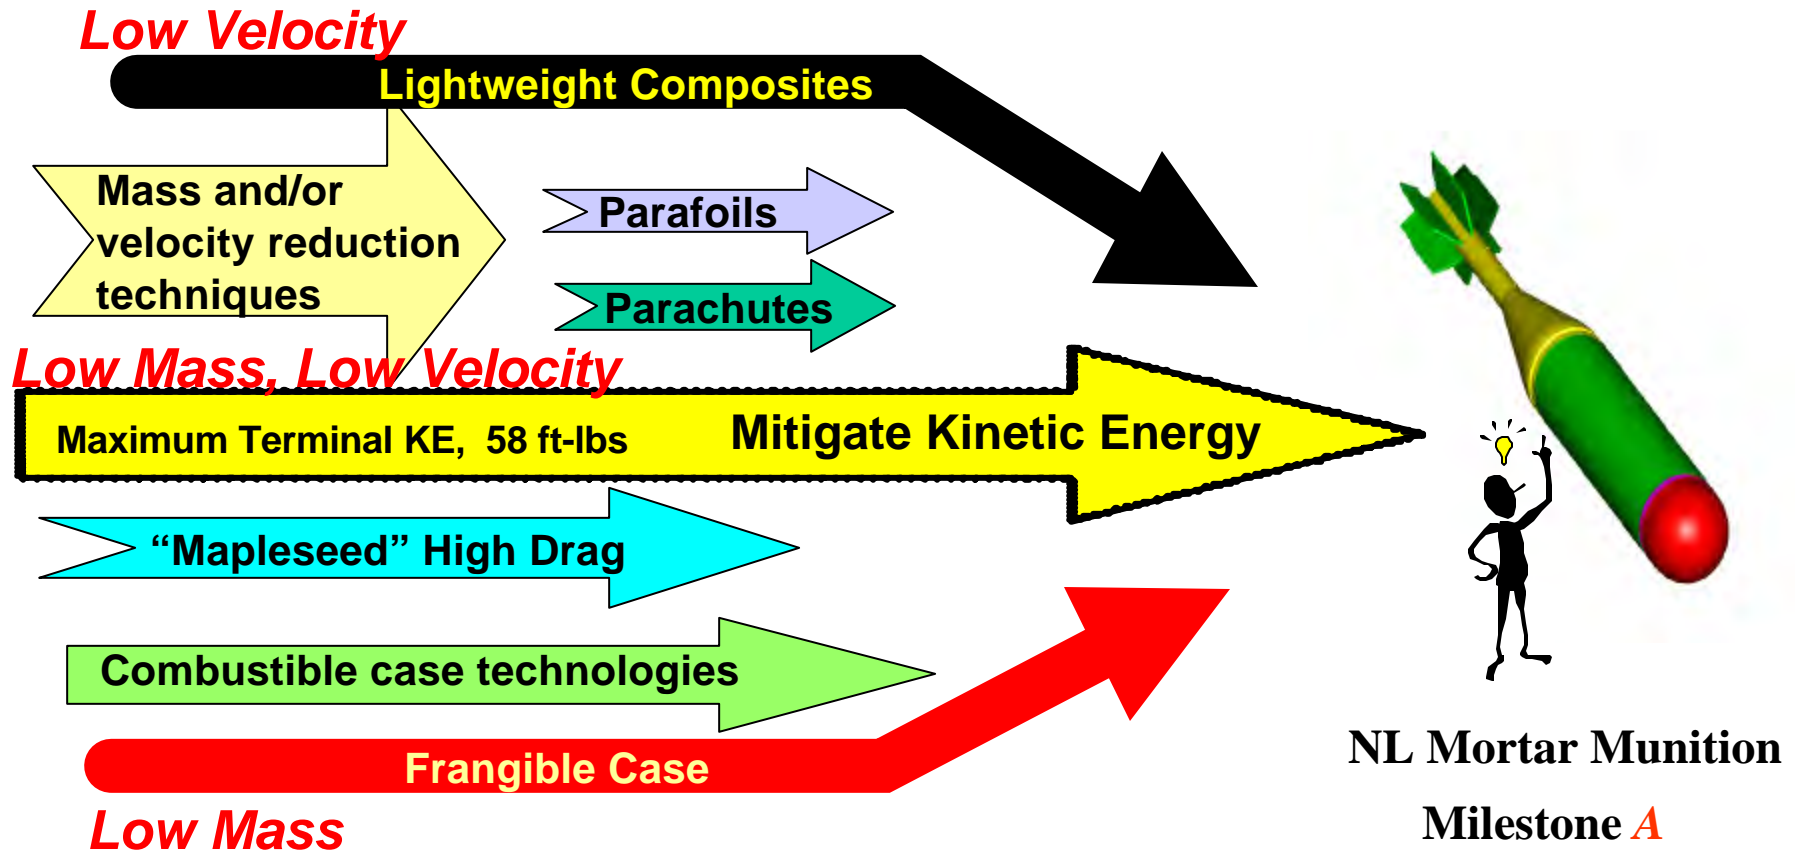 Low Velocity
Lightweight Composites
Mass and/or
velocity reduction
techniques
Parafoils
Parachutes
Low Mass, Low Velocity
Maximum Terminal KE,  58 ft-lbs
Mitigate Kinetic Energy
“Mapleseed” High Drag
Combustible case technologies
Frangible Case
Low Mass
NL Mortar Munition
Milestone A